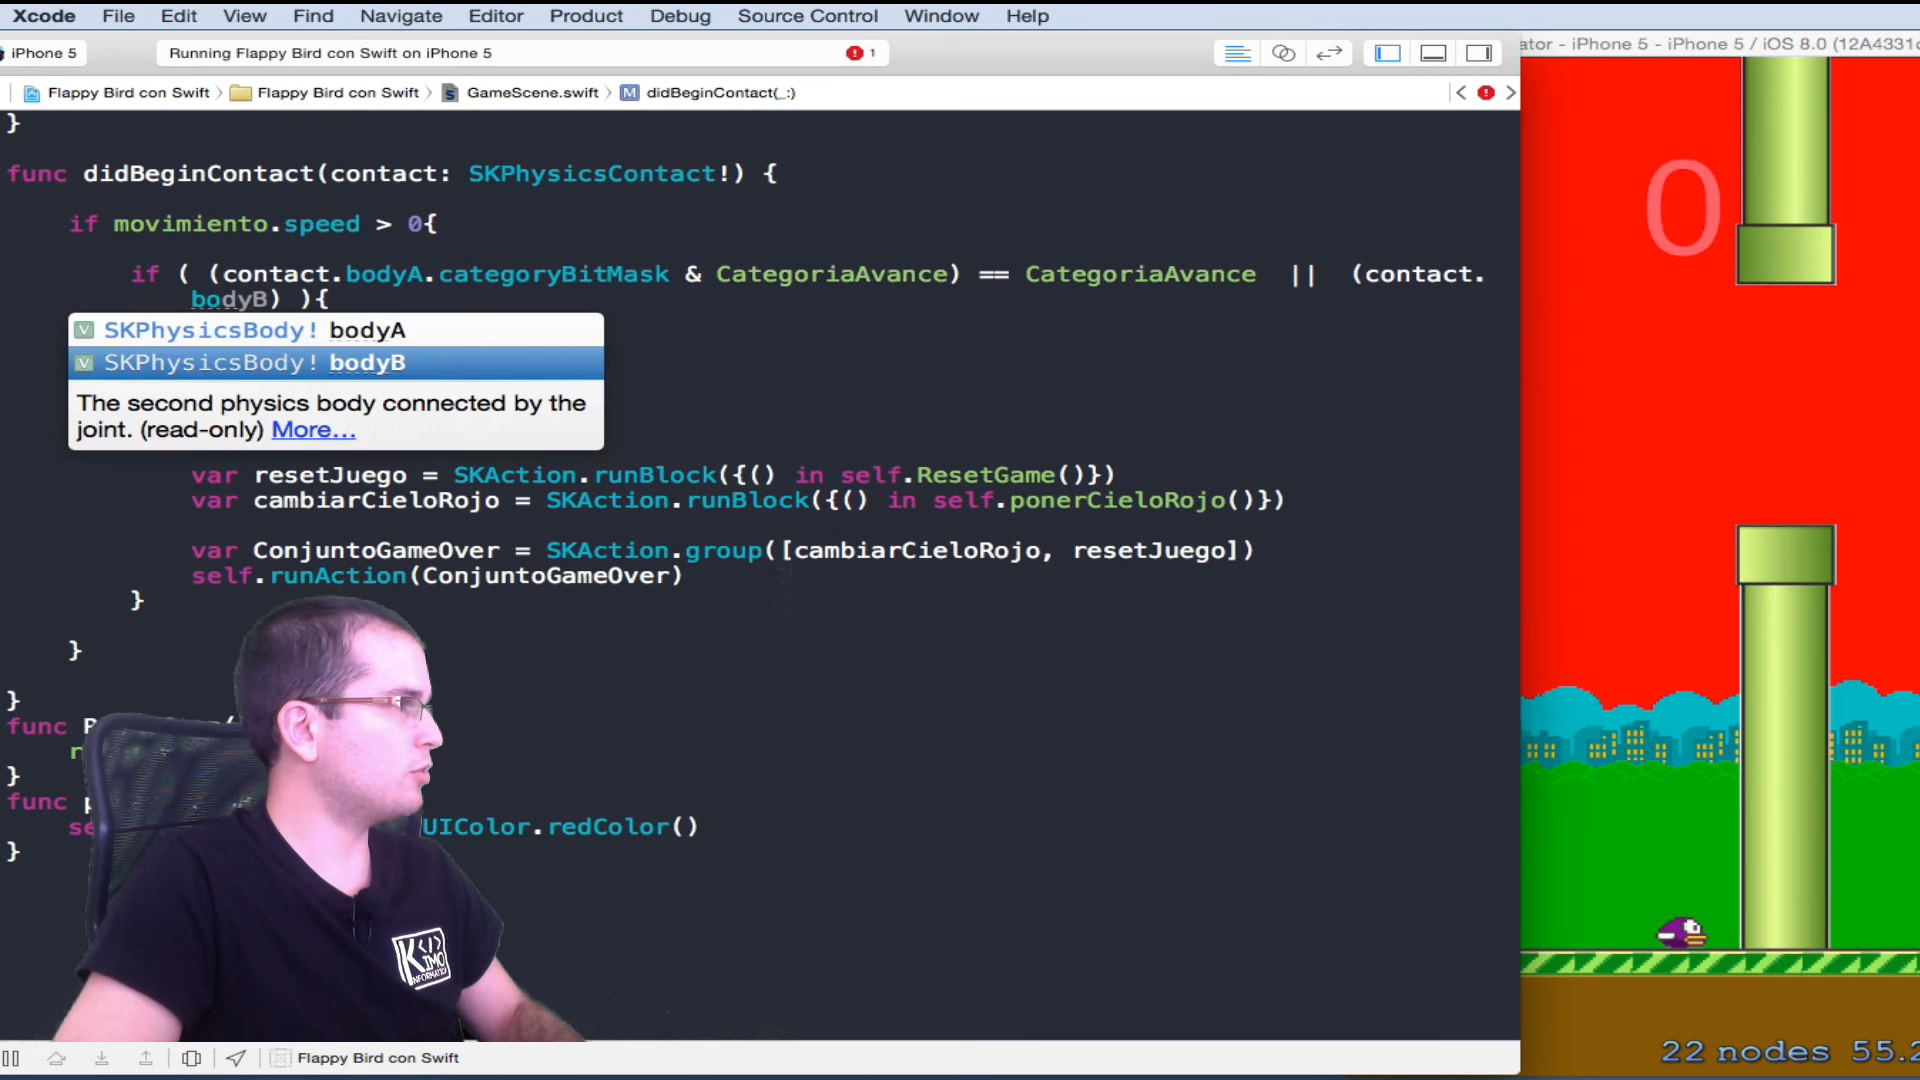 Xcode File Edit View Find Navigate Editor Product Debug Source Control Window Help
iPhone 5 Running Flappy Bird con Swift on iPhone 5 1
ator - iPhone 5 - iPhone 5 / iOS 8.0 (12A4331c
Flappy Bird con Swift Flappy Bird con Swift GameScene.swift M didBeginContact(_:)
}
func didBeginContact(contact: SKPhysicsContact!) {
if movimiento.speed > 0{
if ( (contact.bodyA.categoryBitMask & CategoriaAvance) == CategoriaAvance || (contact.
bodyB) ){
V SKPhysicsBody! bodyA
V SKPhysicsBody! bodyB
The second physics body connected by the
joint. (read-only) More...
var resetJuego = SKAction.runBlock({() in self.ResetGame()})
var cambiarCieloRojo = SKAction.runBlock({() in self.ponerCieloRojo()})
var ConjuntoGameOver = SKAction.group([cambiarCieloRojo, resetJuego])
self.runAction(ConjuntoGameOver)
}
}
}
func
}
func
UIColor.redColor()
}
0
K</>IMO
INFORMATICA
22 nodes 55.2
Flappy Bird con Swift